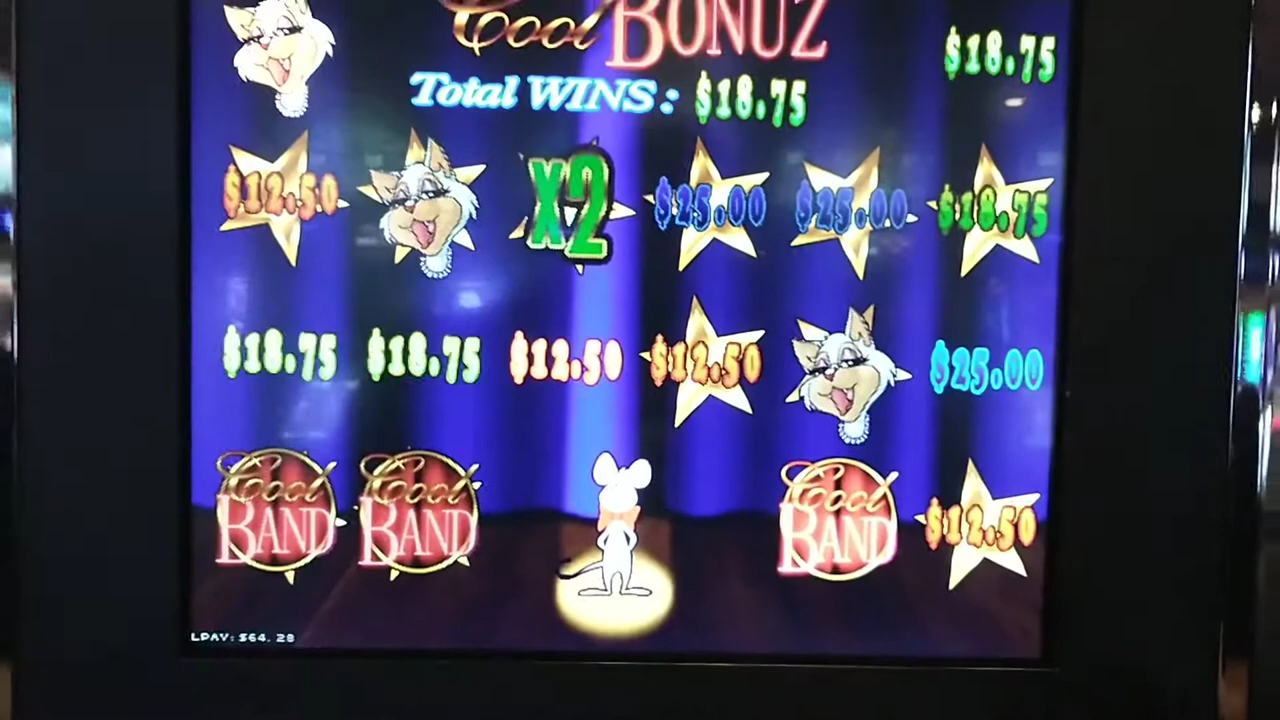 Cool BONUZ
$18.75
Total WINS: $18.75
$12.50 X2 $25.00 $25.00 $18.75
$18.75 $18.75 $12.50 $12.50 $25.00
Cool BAND Cool BAND Cool BAND $12.50
LPAY: $64.28